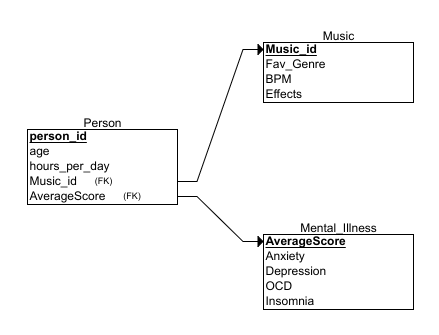 Music
Music_id
Fav_Genre
BPM
Effects
Person
person_id
age
hours_per_day
Music_id (FK)
AverageScore (FK)
Mental_Illness
AverageScore
Anxiety
Depression
OCD
Insomnia